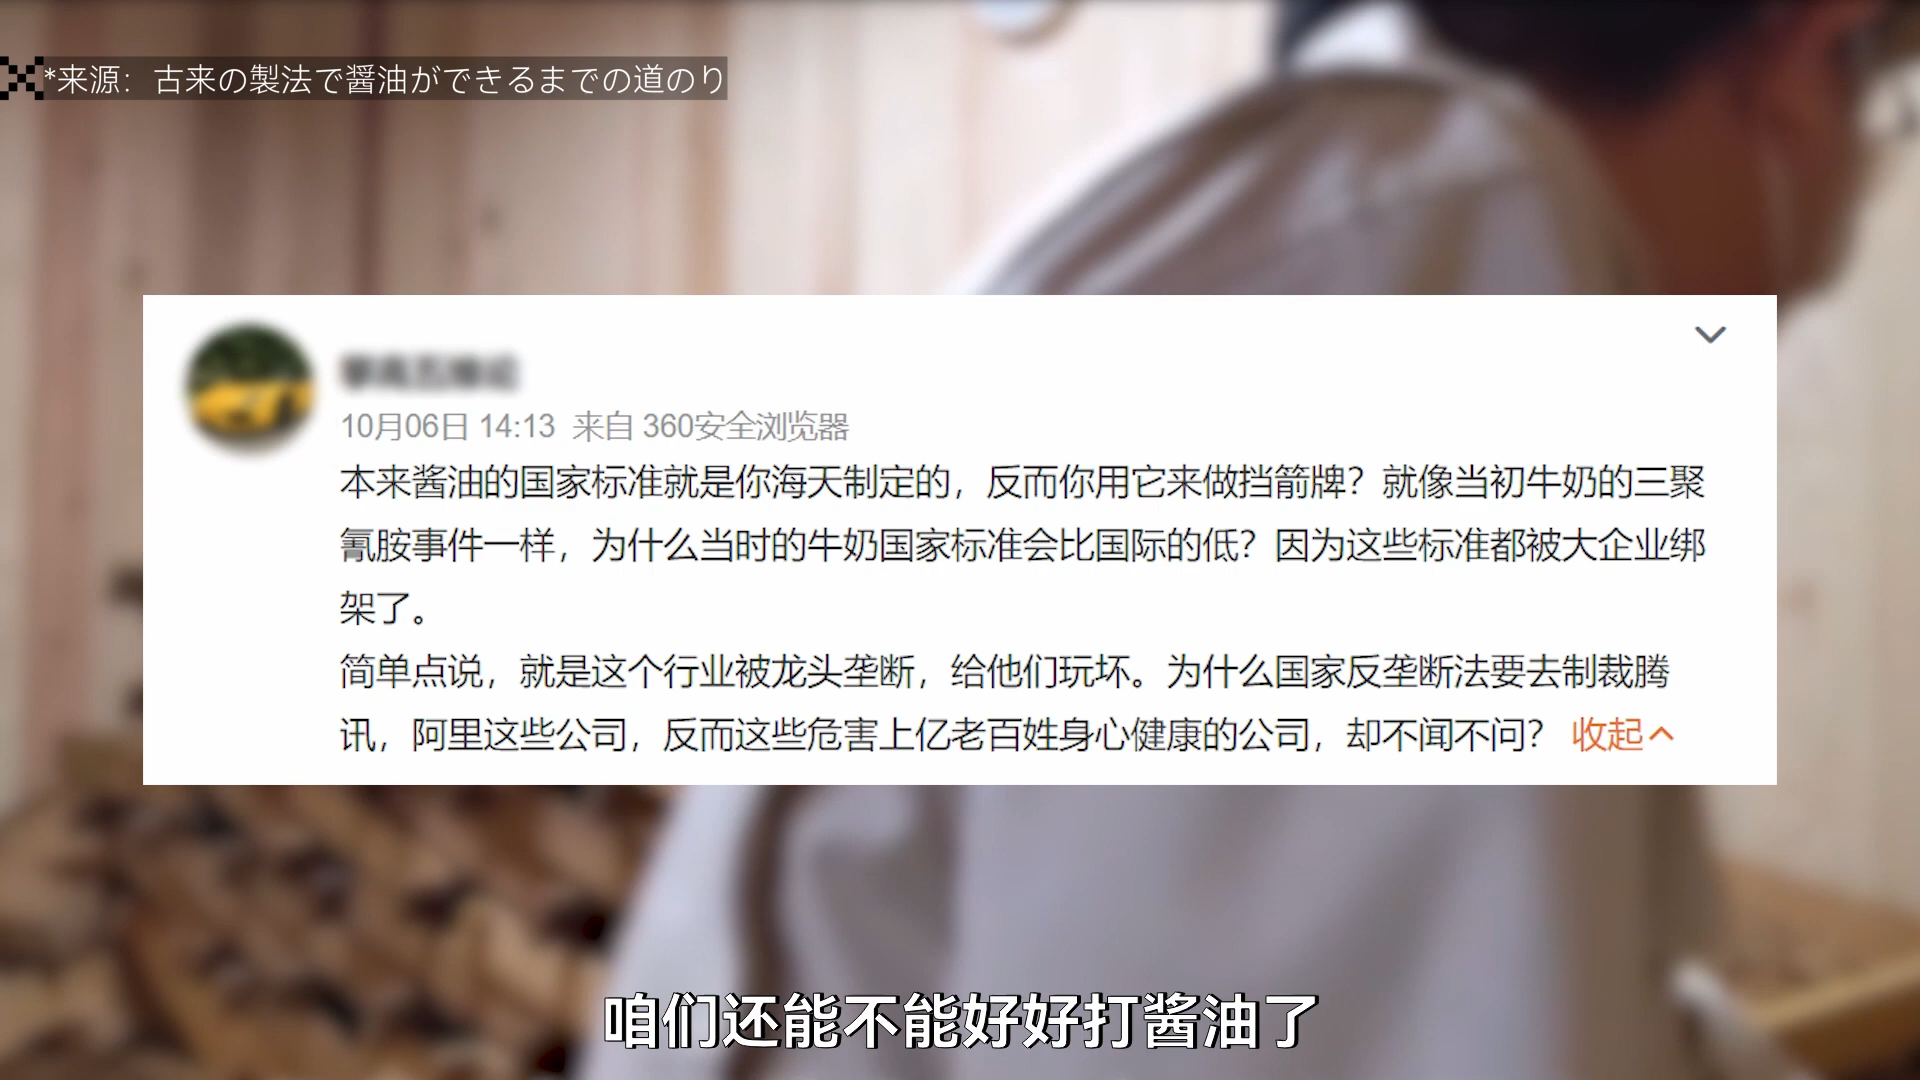 *来源：古来の製法で醤油ができるまでの道のり
10月06日 14:13 来自 360安全浏览器
本来酱油的国家标准就是你海天制定的，反而你用它来做挡箭牌？就像当初牛奶的三聚
氰胺事件一样，为什么当时的牛奶国家标准会比国际的低？因为这些标准都被大企业绑
架了。
简单点说，就是这个行业被龙头垄断，给他们玩坏。为什么国家反垄断法要去制裁腾
讯，阿里这些公司，反而这些危害上亿老百姓身心健康的公司，却不闻不问？ 收起
咱们还能不能好好打酱油了